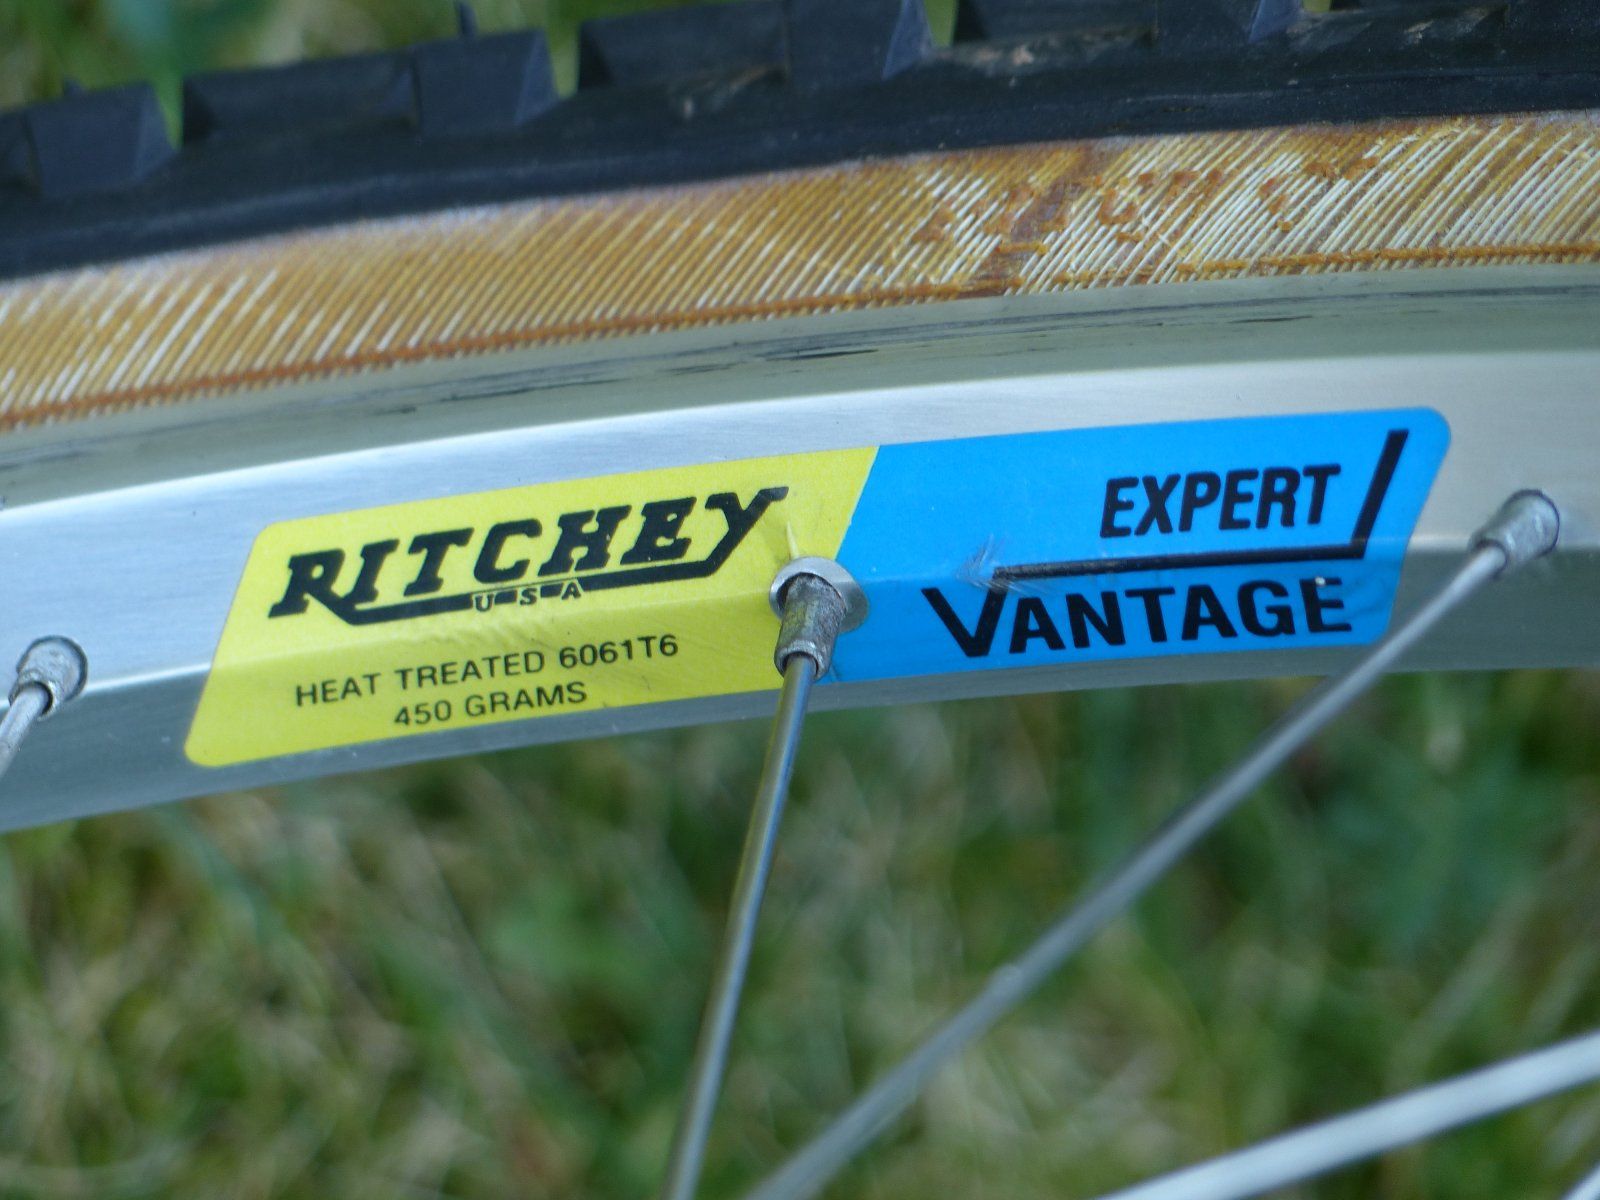 RITCHEY
USA
HEAT TREATED 6061T6
450 GRAMS
EXPERT
VANTAGE